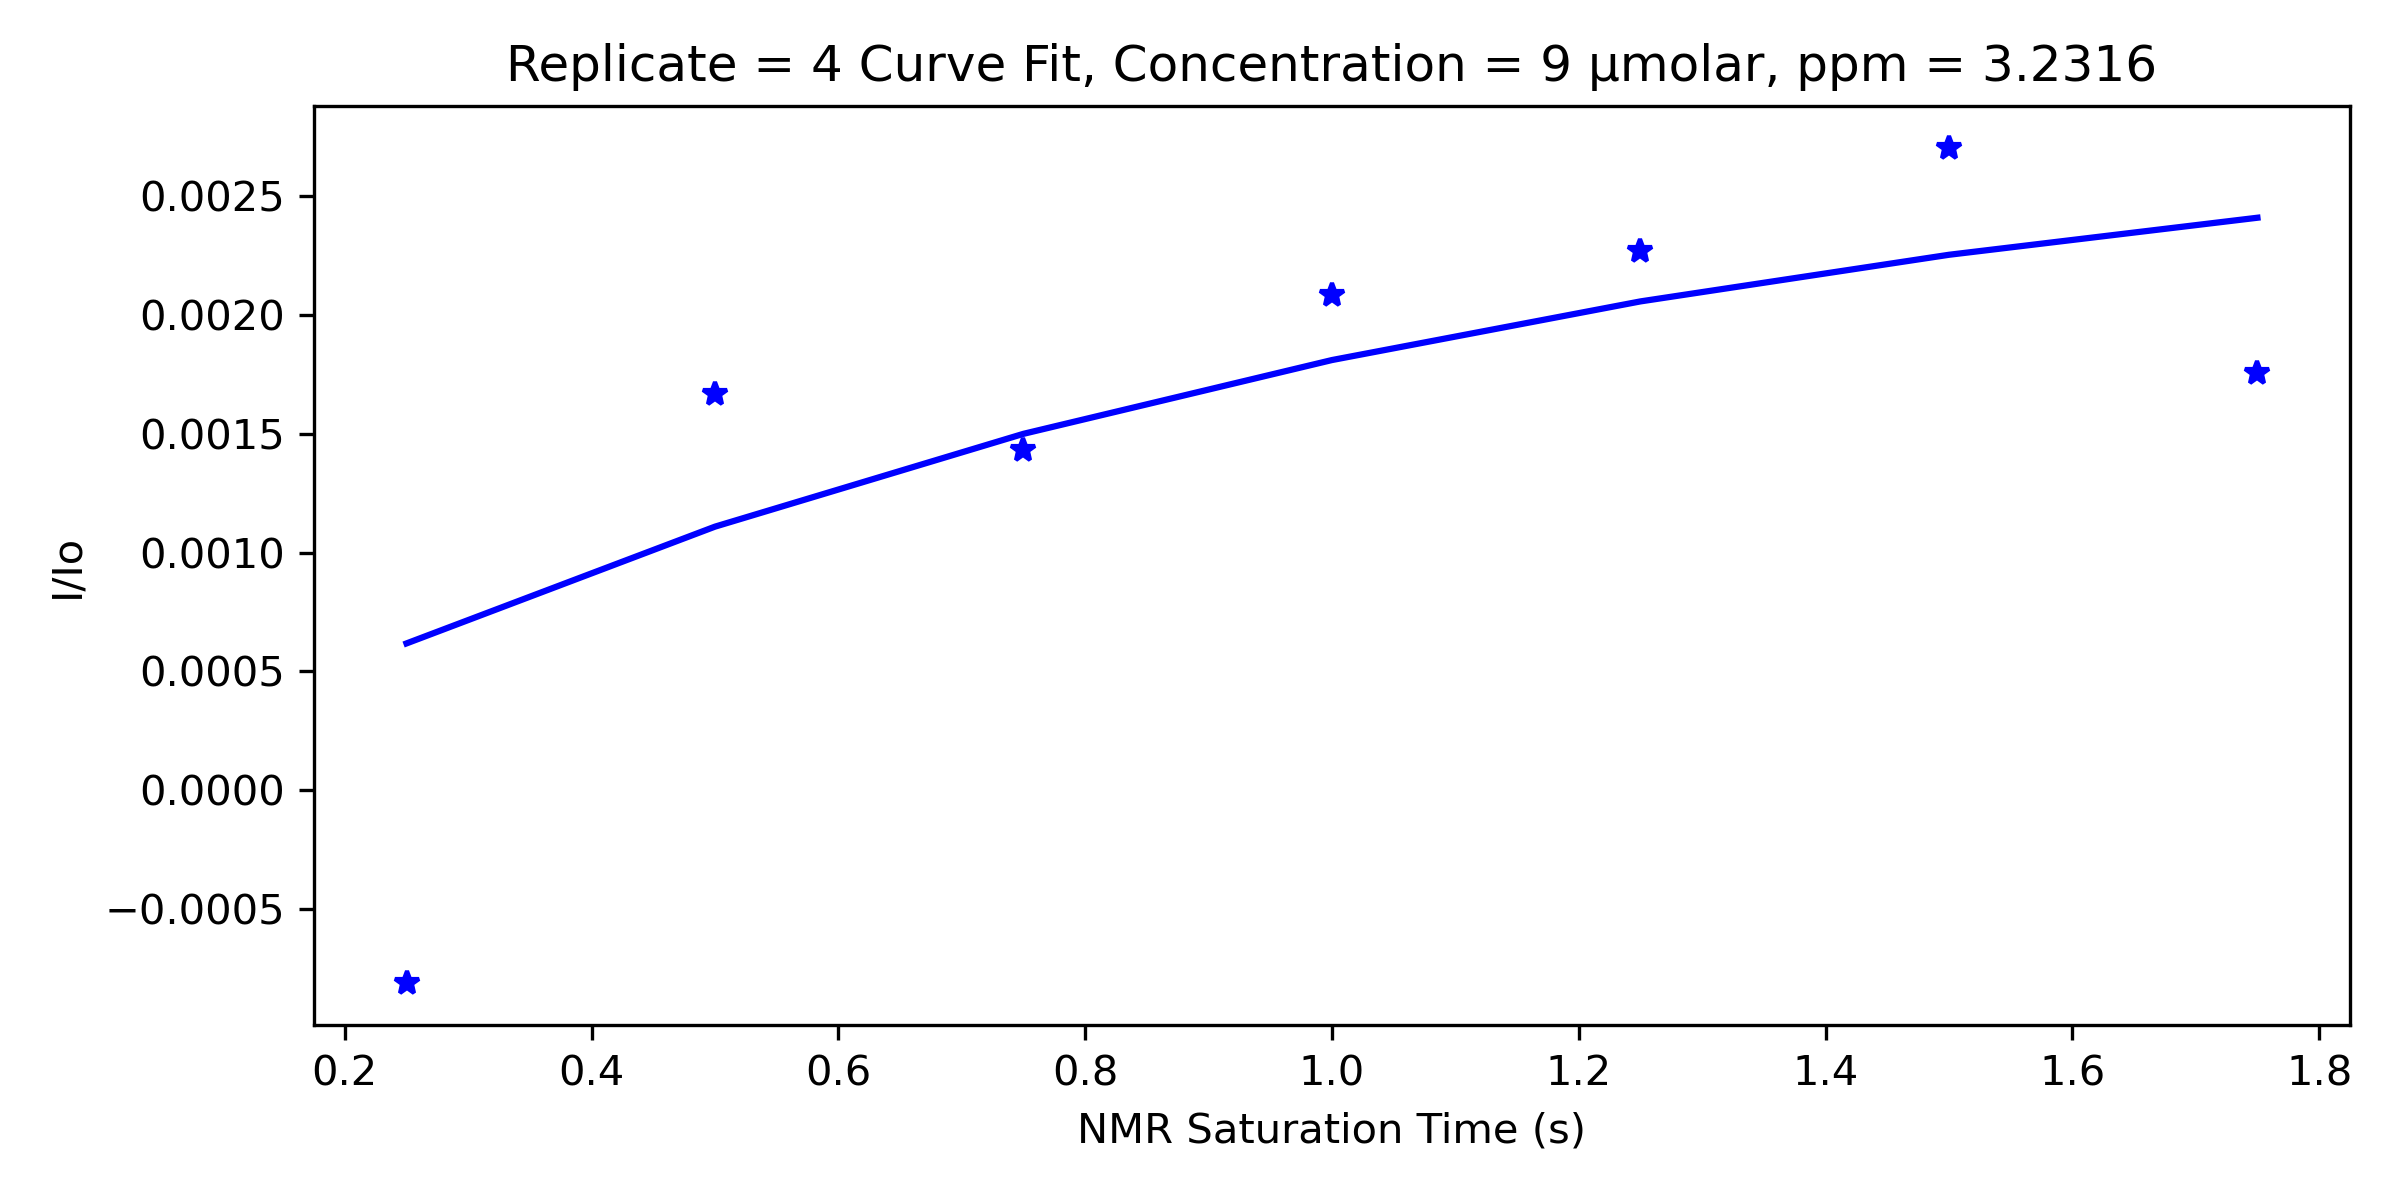 Replicate = 4 Curve Fit, Concentration = 9 µmolar, ppm = 3.2316
I/Io
0.0025
0.0020
0.0015
0.0010
0.0005
0.0000
−0.0005
0.2 0.4 0.6 0.8 1.0 1.2 1.4 1.6 1.8
NMR Saturation Time (s)